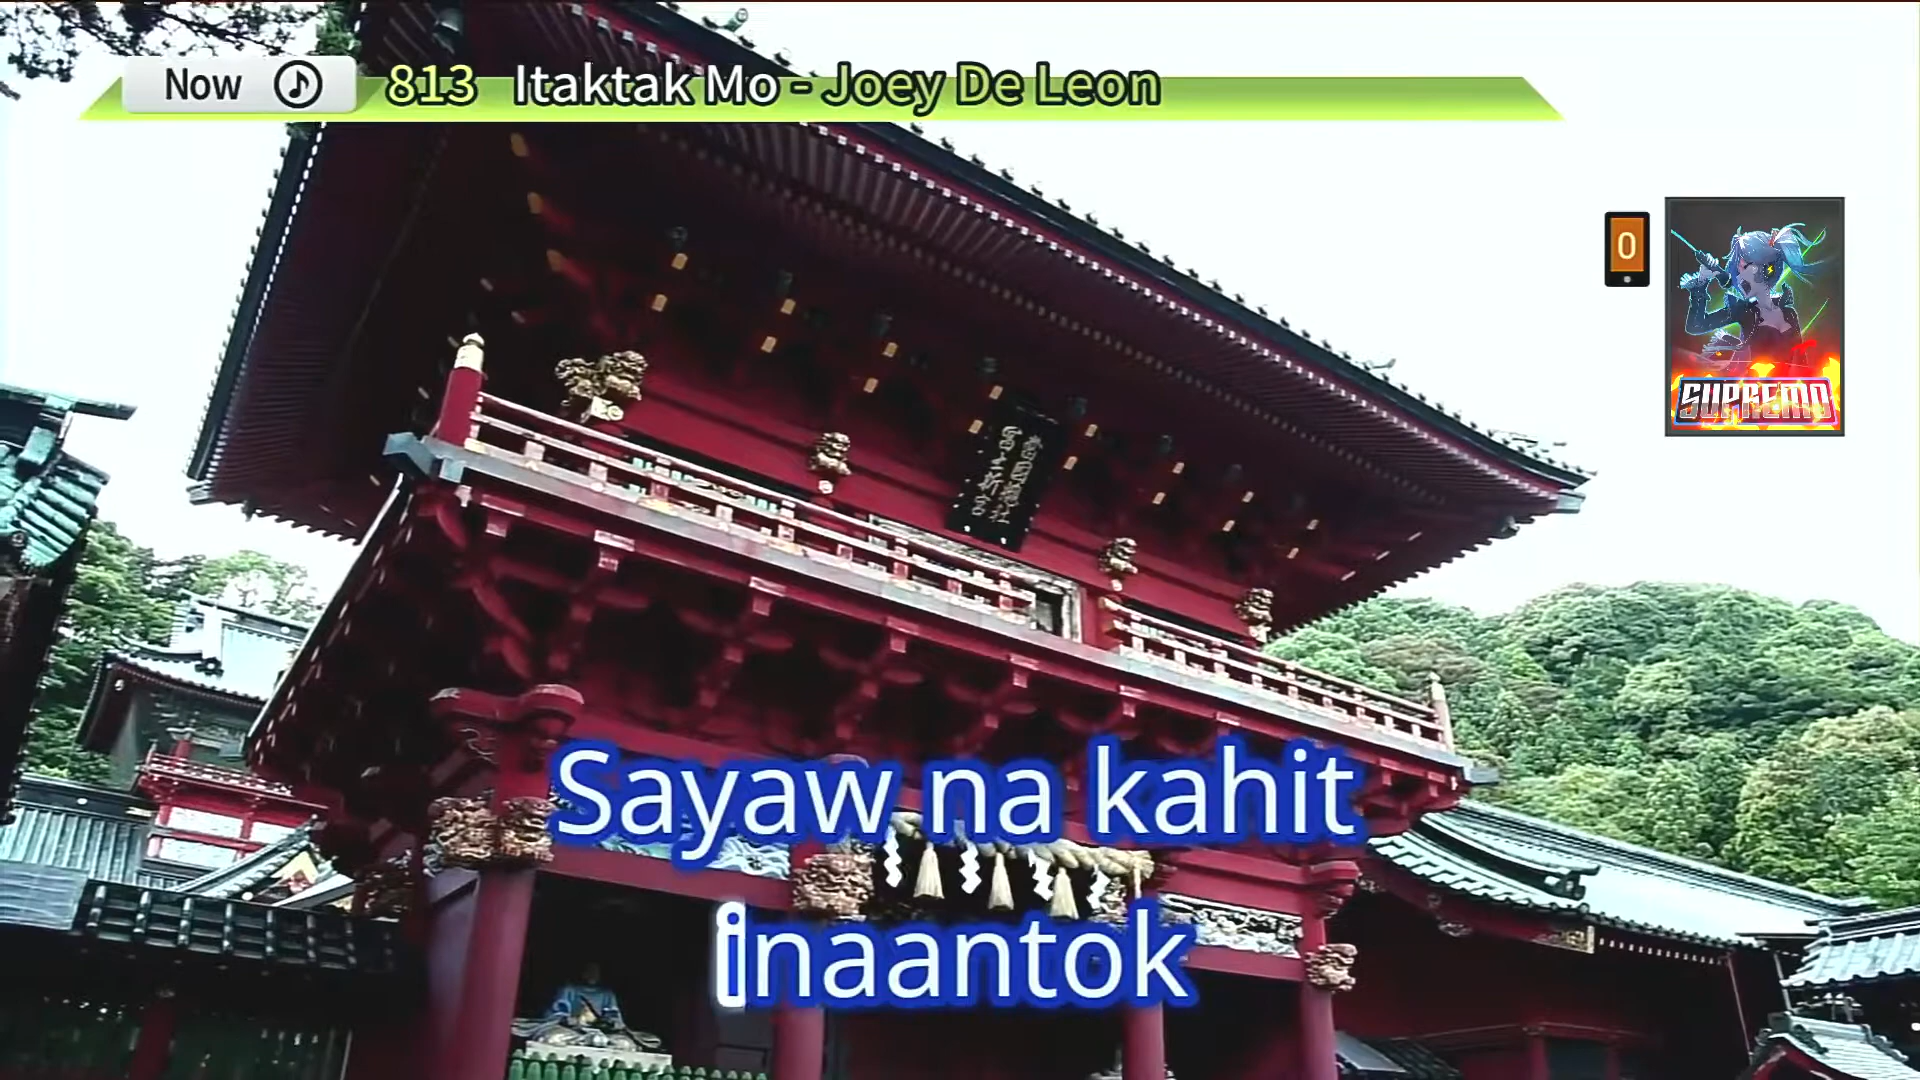 Now 813 Itaktak Mo - Joey De Leon
0
SUPREMO
Sayaw na kahit
inaantok